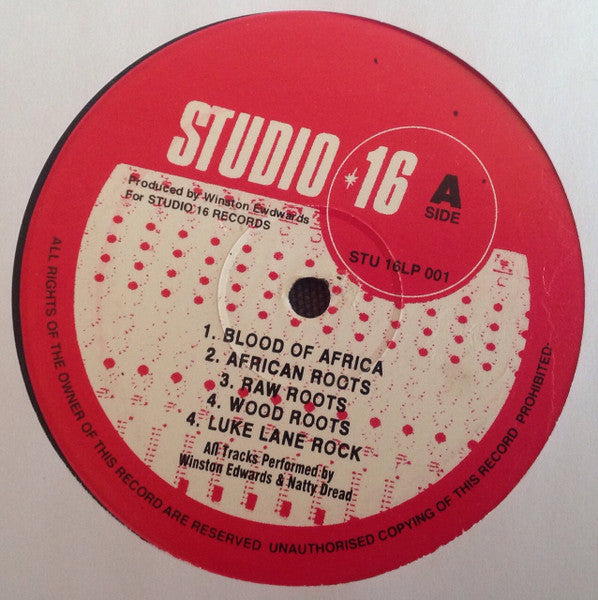 STUDIO *16
A
SIDE
STU 16LP 001
Produced by Winston Ewdwards
For STUDIO 16 RECORDS
1. BLOOD OF AFRICA
2. AFRICAN ROOTS
3. RAW ROOTS
4. WOOD ROOTS
4. LUKE LANE ROCK
All Tracks Performed by
Winston Edwards & Natty Dread
ALL RIGHTS OF THE OWNER OF THIS RECORD ARE RESERVED UNAUTHORISED COPYING OF THIS RECORD PROHIBITED-